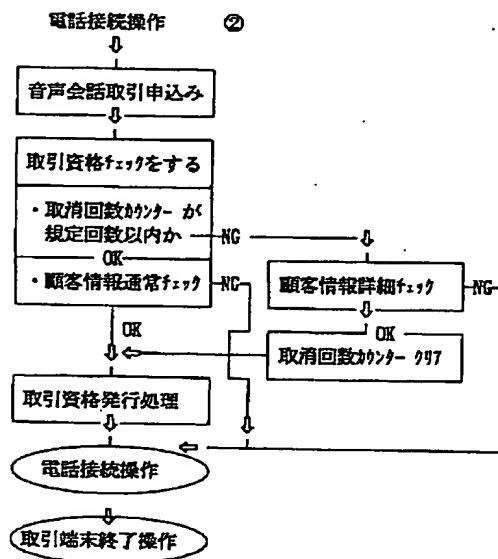 電話接続操作 ②
音声会話取引申込み
取引資格チェックをする
・取消回数カウンター が
規定回数以内か
NG
OK
・顧客情報通常チェック
NG
顧客情報詳細チェック
NG
OK
OK
取消回数カウンター クリア
取引資格発行処理
電話接続操作
取引端末終了操作